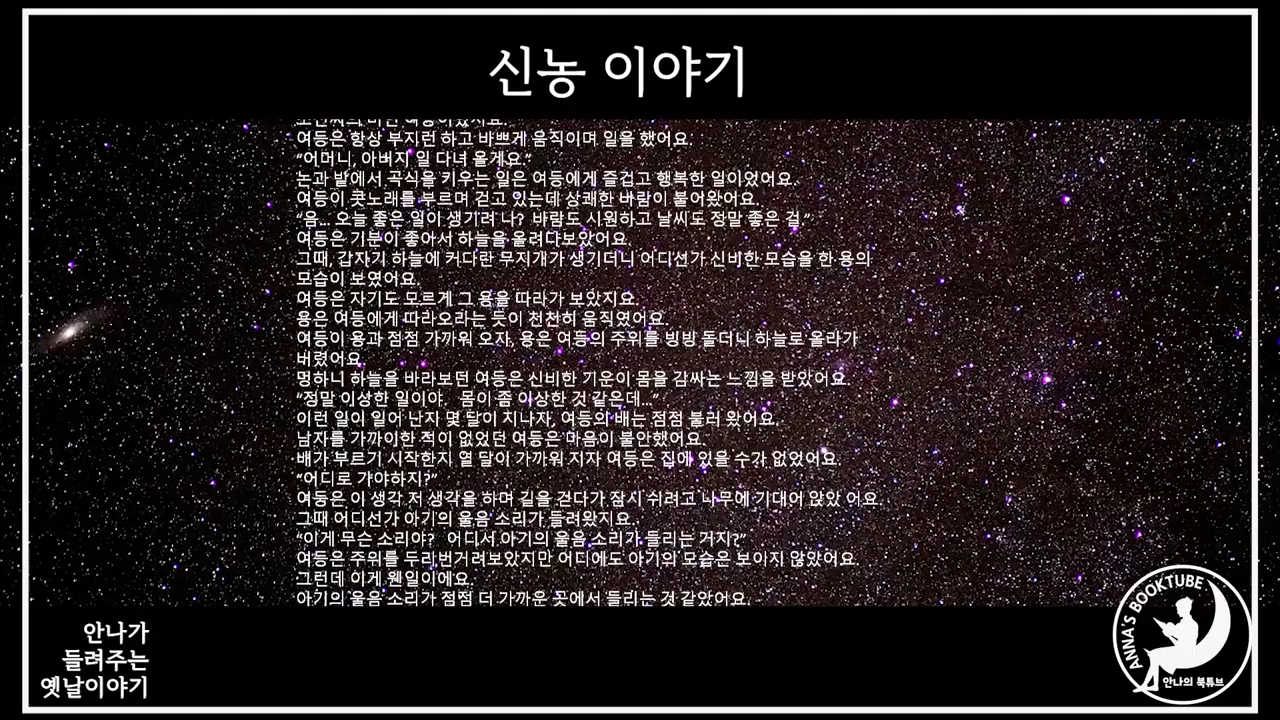 신농 이야기
여등은 항상 부지런 하고 바쁘게 움직이며 일을 했어요.
“어머니, 아버지 일 다녀 올게요.”
논과 밭에서 곡식을 키우는 일은 여등에게 즐겁고 행복한 일이었어요.
여등이 콧노래를 부르며 걷고 있는데 상쾌한 바람이 불어왔어요.
“음... 오늘 좋은 일이 생기려 나? 바람도 시원하고 날씨도 정말 좋은 걸”
여등은 기분이 좋아서 하늘을 올려다보았어요.
그때, 갑자기 하늘에 커다란 무지개가 생기더니 어디선가 신비한 모습을 한 용의
모습이 보였어요.
여등은 자기도 모르게 그 용을 따라가 보았지요.
용은 여등에게 따라오라는 듯이 천천히 움직였어요.
여등이 용과 점점 가까워 오자, 용은 여등의 주위를 빙빙 돌더니 하늘로 올라가
버렸어요.
멍하니 하늘을 바라보던 여등은 신비한 기운이 몸을 감싸는 느낌을 받았어요.
“정말 이상한 일이야. 몸이 좀 이상한 것 같은데...”
이런 일이 일어 난지 몇 달이 지나자, 여등의 배는 점점 불러 왔어요.
남자를 가까이한 적이 없었던 여등은 마음이 불안했어요.
배가 부르기 시작한지 열 달이 가까워 지자 여등은 집에 있을 수가 없었어요.
“어디로 가야하지?”
여등은 이 생각 저 생각을 하며 길을 걷다가 잠시 쉬려고 나무에 기대어 앉았 어요.
그때 어디선가 아기의 울음 소리가 들려왔지요.
“이게 무슨 소리야? 어디서 아기의 울음 소리가 들리는 거지?”
여등은 주위를 두리번거려보았지만 어디에도 아기의 모습은 보이지 않았어요.
그런데 이게 웬일이에요.
아기의 울음 소리가 점점 더 가까운 곳에서 들리는 것 같았어요.
안나가
들려주는
옛날이야기
ANNA'S BOOKTUBE
안나의 북튜브